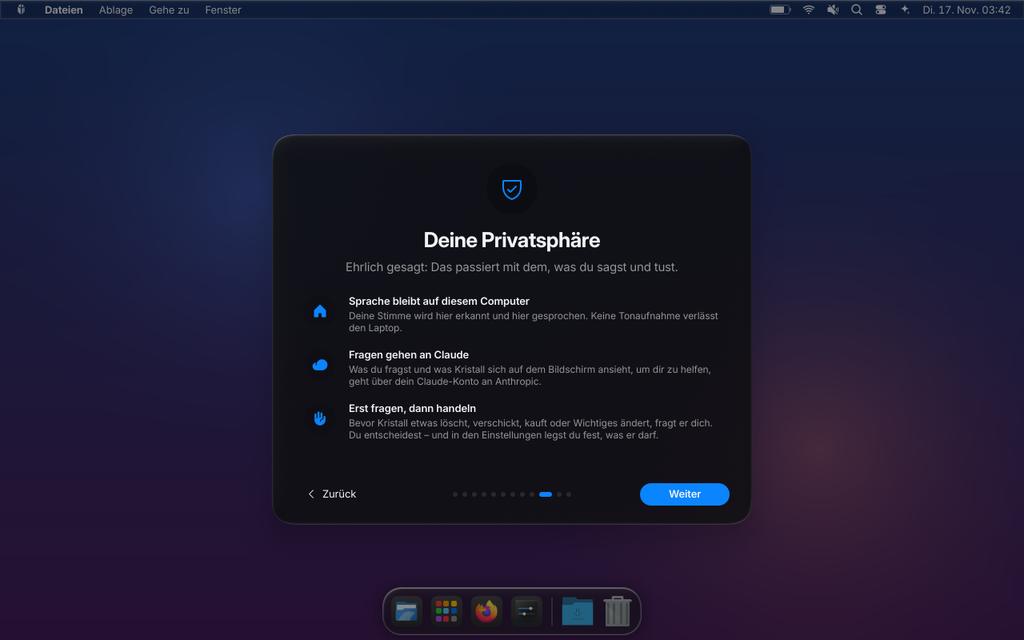 Dateien Ablage Gehe zu Fenster Di. 17. Nov. 03:42
Deine Privatsphäre
Ehrlich gesagt: Das passiert mit dem, was du sagst und tust.
Sprache bleibt auf diesem Computer
Deine Stimme wird hier erkannt und hier gesprochen. Keine Tonaufnahme verlässt
den Laptop.
Fragen gehen an Claude
Was du fragst und was Kristall sich auf dem Bildschirm ansieht, um dir zu helfen,
geht über dein Claude-Konto an Anthropic.
Erst fragen, dann handeln
Bevor Kristall etwas löscht, verschickt, kauft oder Wichtiges ändert, fragt er dich.
Du entscheidest – und in den Einstellungen legst du fest, was er darf.
Zurück
Weiter